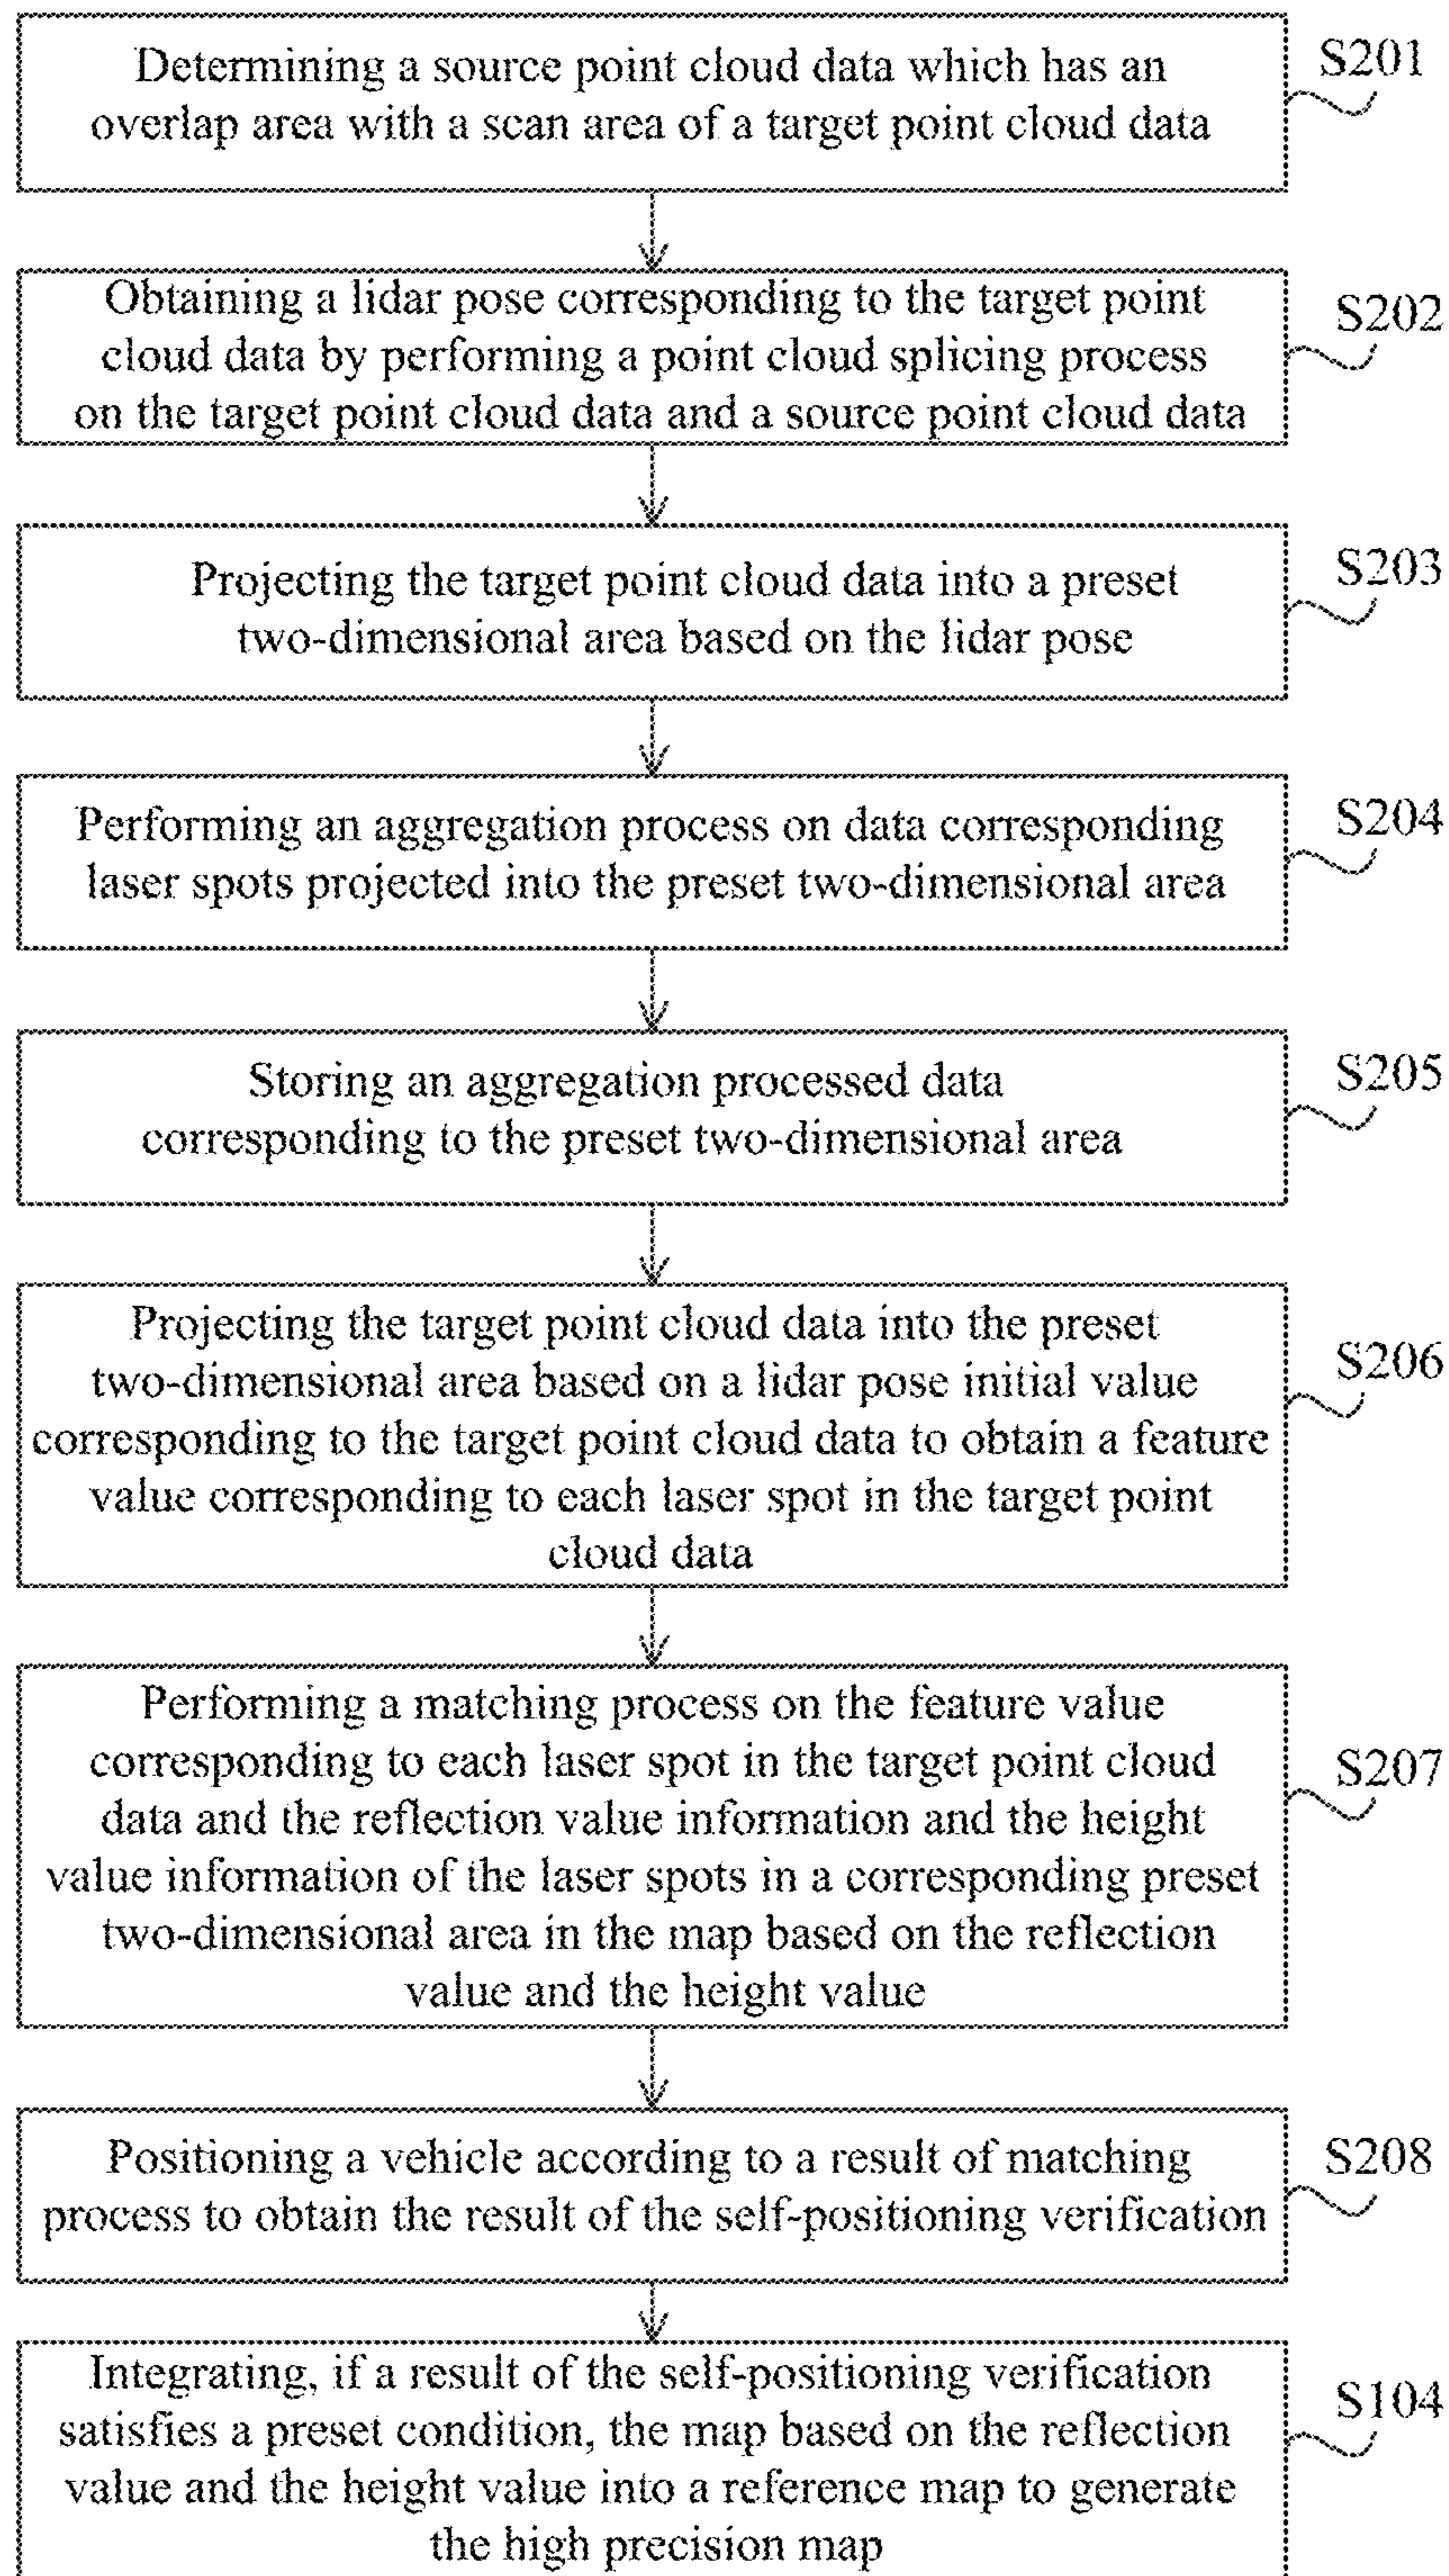 Determining a source point cloud data which has an
overlap area with a scan area of a target point cloud data
S201
Obtaining a lidar pose corresponding to the target point
cloud data by performing a point cloud splicing process
on the target point cloud data and a source point cloud data
S202
Projecting the target point cloud data into a preset
two-dimensional area based on the lidar pose
S203
Performing an aggregation process on data corresponding
laser spots projected into the preset two-dimensional area
S204
Storing an aggregation processed data
corresponding to the preset two-dimensional area
S205
Projecting the target point cloud data into the preset
two-dimensional area based on a lidar pose initial value
corresponding to the target point cloud data to obtain a feature
value corresponding to each laser spot in the target point
cloud data
S206
Performing a matching process on the feature value
corresponding to each laser spot in the target point cloud
data and the reflection value information and the height
value information of the laser spots in a corresponding preset
two-dimensional area in the map based on the reflection
value and the height value
S207
Positioning a vehicle according to a result of matching
process to obtain the result of the self-positioning verification
S208
Integrating, if a result of the self-positioning verification
satisfies a preset condition, the map based on the reflection
value and the height value into a reference map to generate
the high precision map
S104